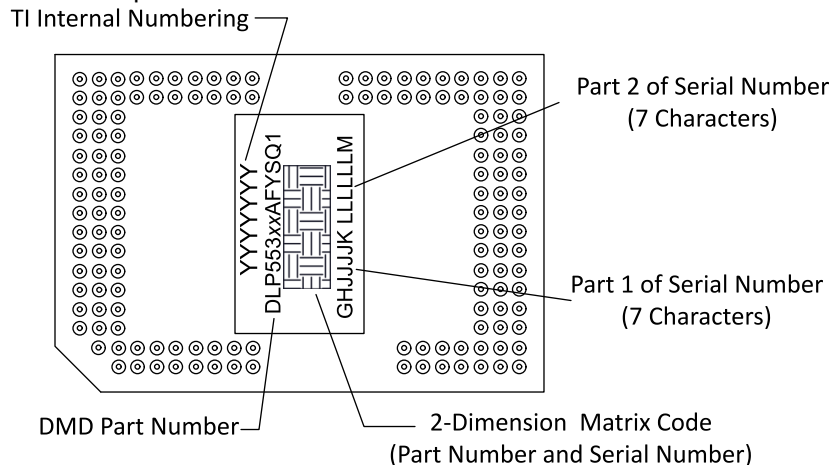 TI Internal Numbering
Part 2 of Serial Number
(7 Characters)
YYYYYYY
DLP553xxAFYSQ1
GHJJJJK LLLLLLM
Part 1 of Serial Number
(7 Characters)
DMD Part Number
2-Dimension Matrix Code
(Part Number and Serial Number)